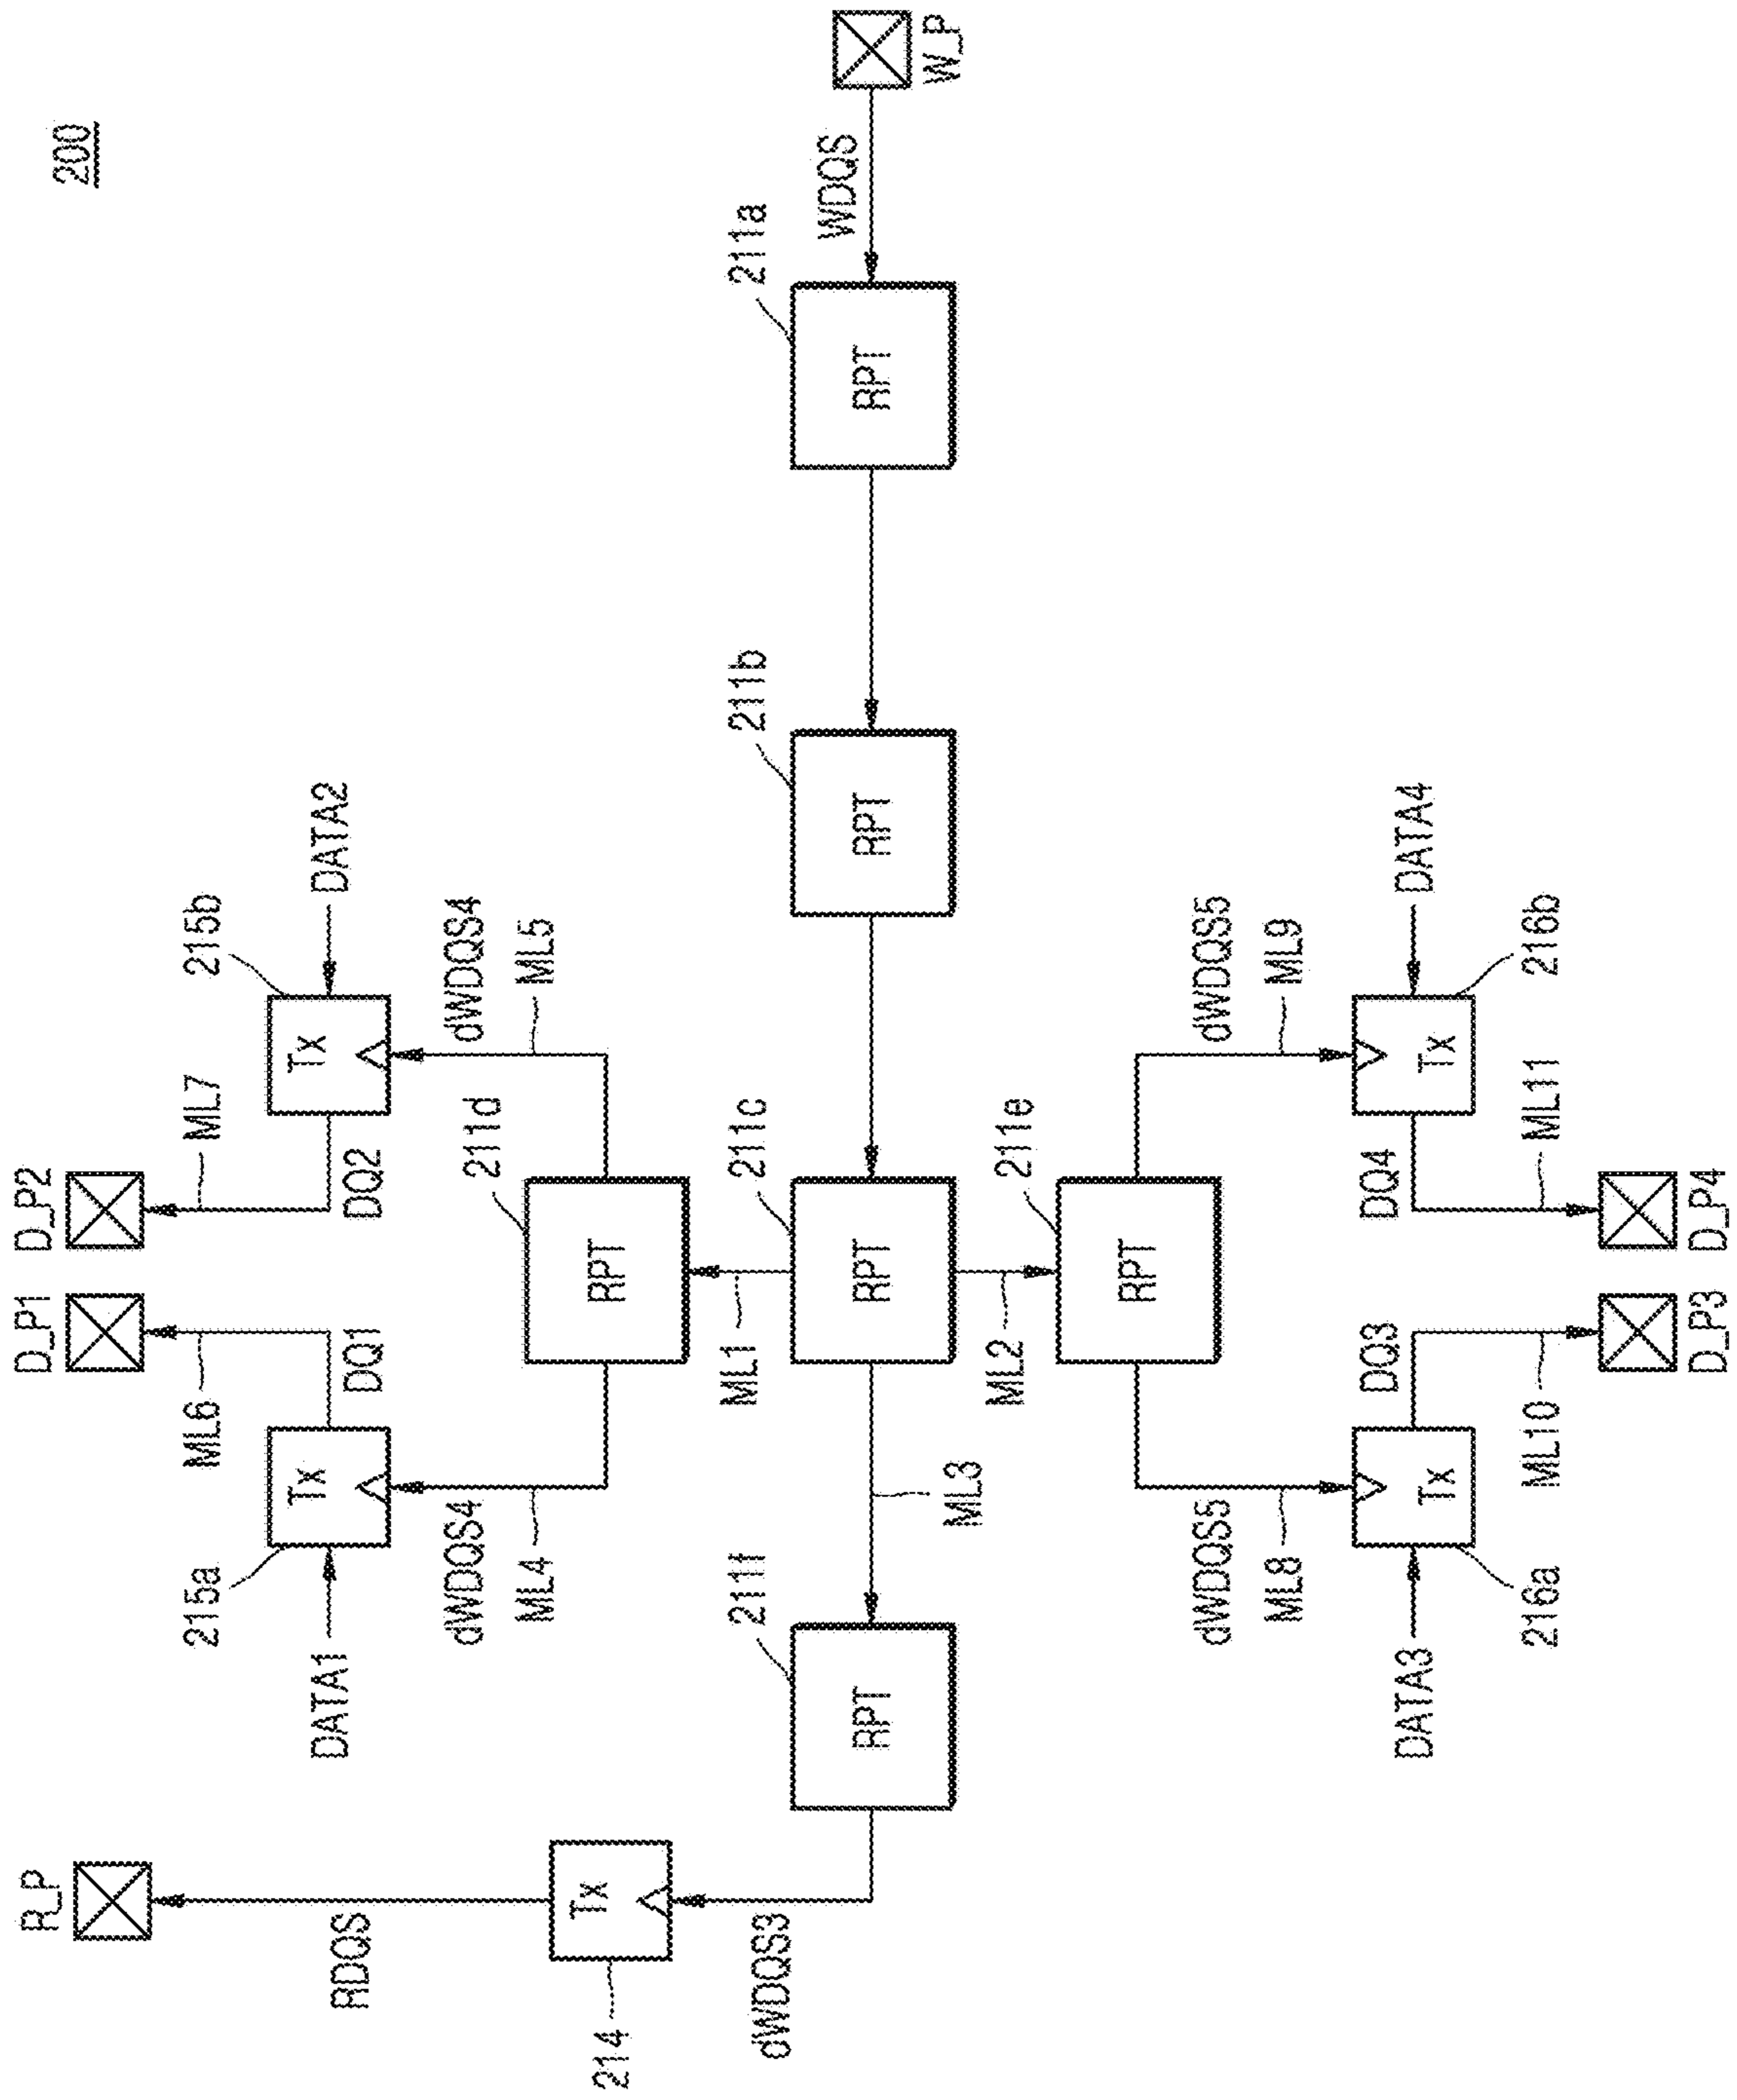 200
R_P
D_P1
D_P2
215a
ML6
ML7
215b
Tx
Tx
DATA1
DATA2
RDQS
DQ1
DQ2
dWDQS4
211d
dWDQS4
ML4
ML5
Tx
RPT
214
211f
ML1
211c
211b
211a
dWDQS3
WDQS
RPT
RPT
RPT
RPT
W_P
ML3
ML2
211e
RPT
dWDQS5
dWDQS5
ML8
ML9
DQ3
DQ4
DATA3
DATA4
Tx
Tx
216a
ML10
ML11
216b
D_P3
D_P4